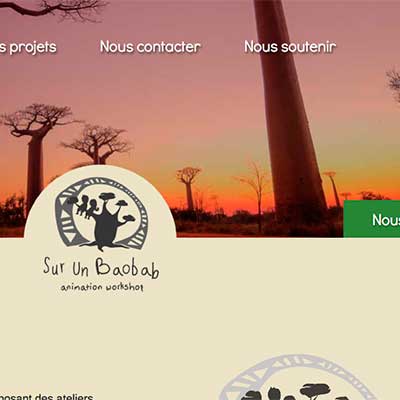 s projets Nous contacter Nous soutenir
Nous
Sur Un Baobab
animation workshop
posant des ateliers